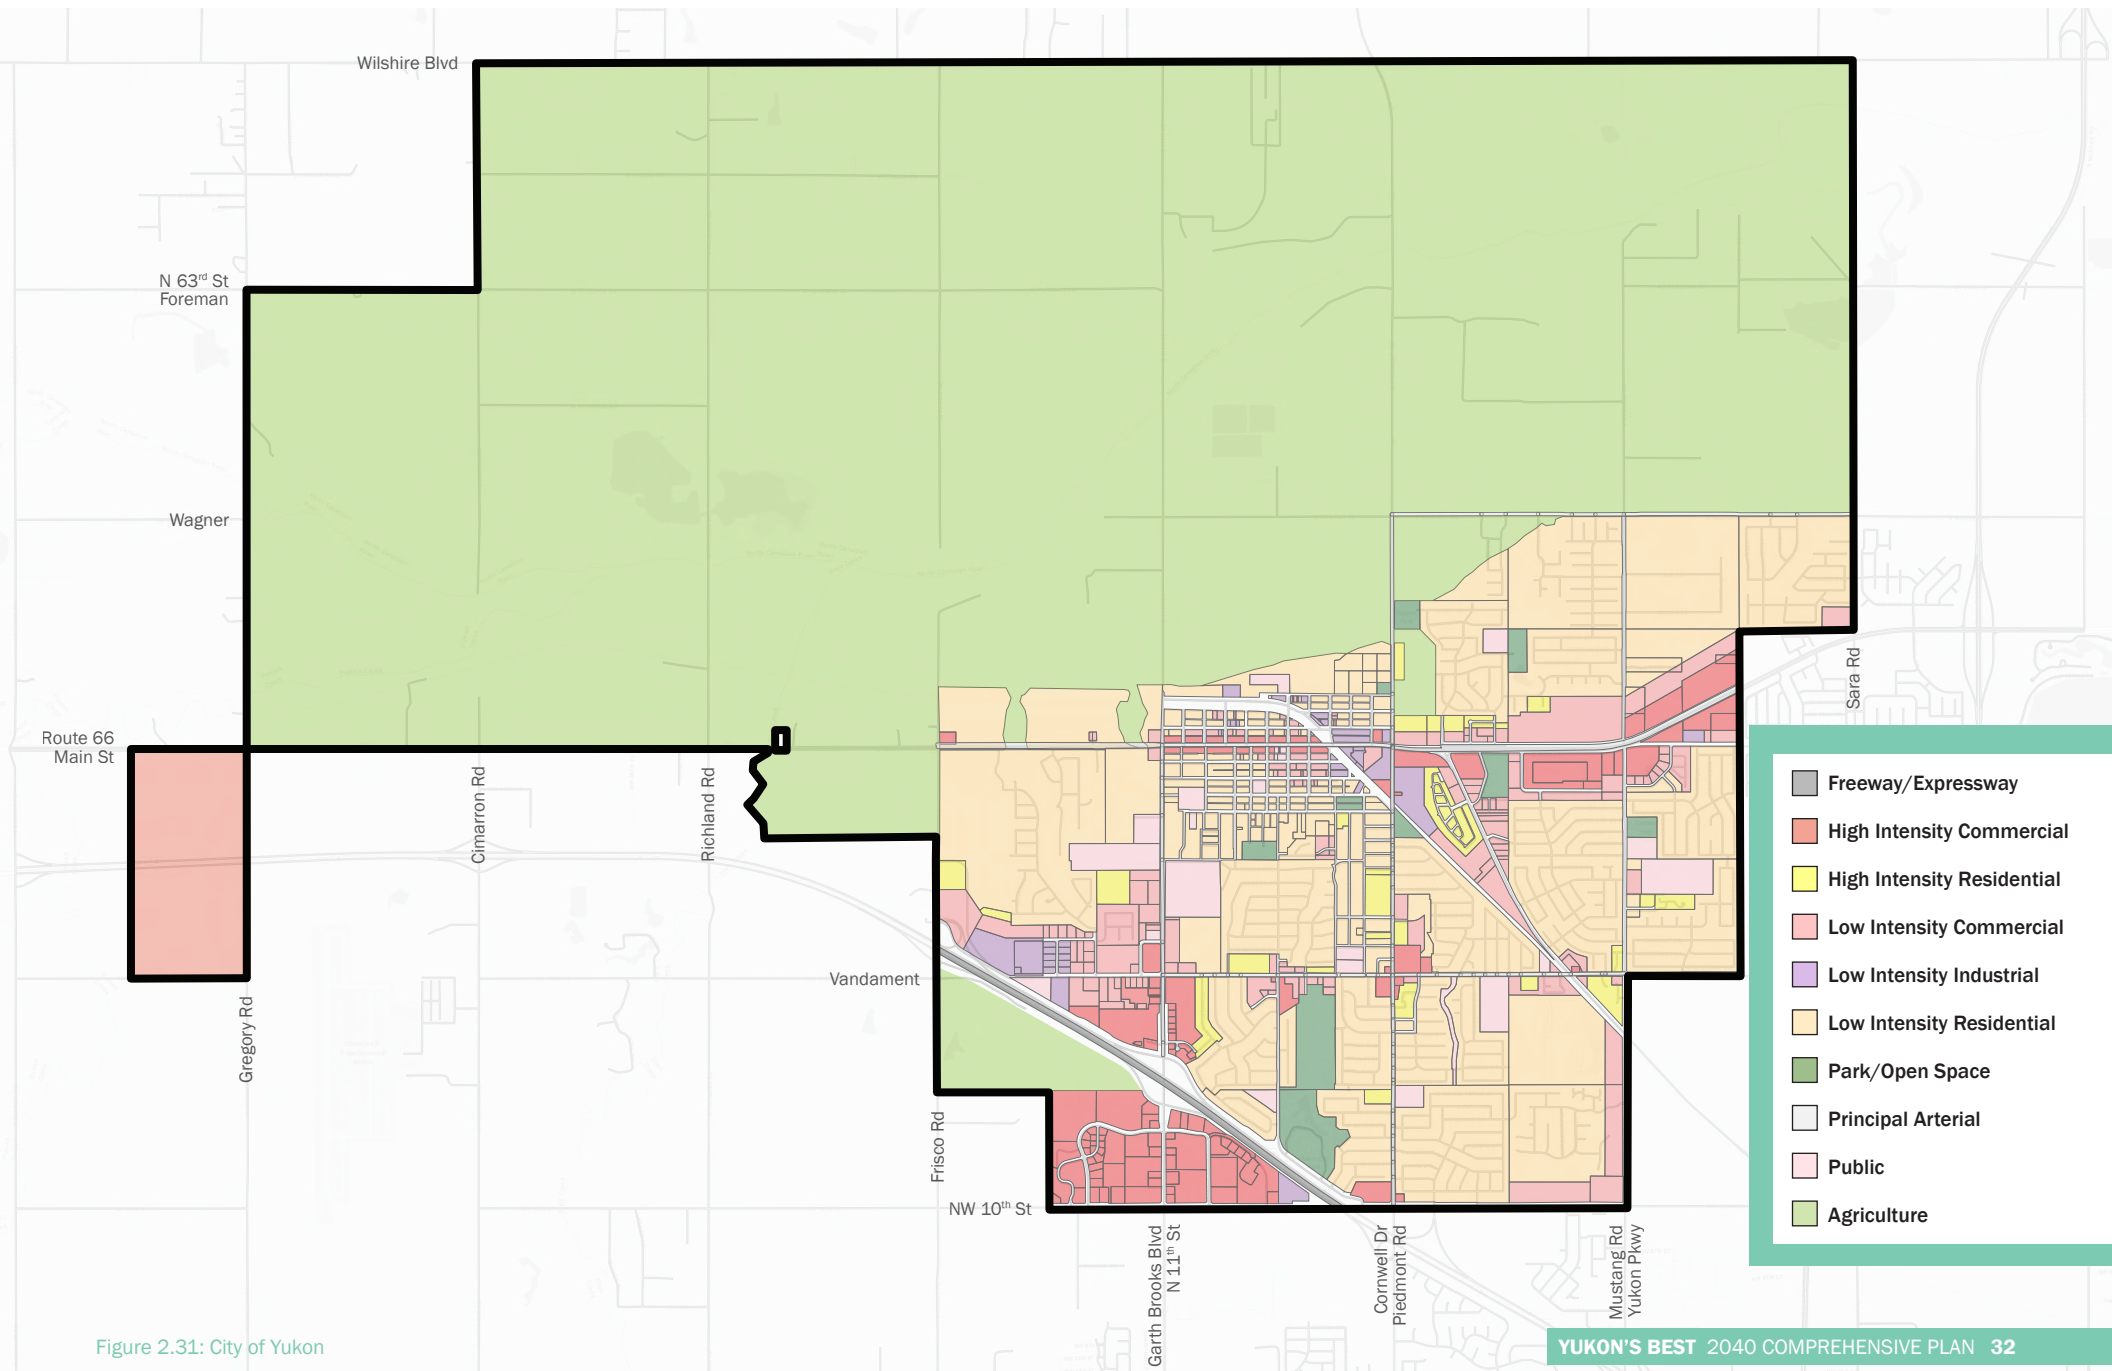 Wilshire Blvd
N 63rd St
Foreman
Wagner
Route 66
Main St
Cimarron Rd
Richland Rd
Sara Rd
Vandament
Gregory Rd
Frisco Rd
NW 10th St
Garth Brooks Blvd
N 11th St
Cornwell Dr
Piedmont Rd
Mustang Rd
Yukon Pkwy
Freeway/Expressway
High Intensity Commercial
High Intensity Residential
Low Intensity Commercial
Low Intensity Industrial
Low Intensity Residential
Park/Open Space
Principal Arterial
Public
Agriculture
Figure 2.31: City of Yukon
YUKON'S BEST 2040 COMPREHENSIVE PLAN 32